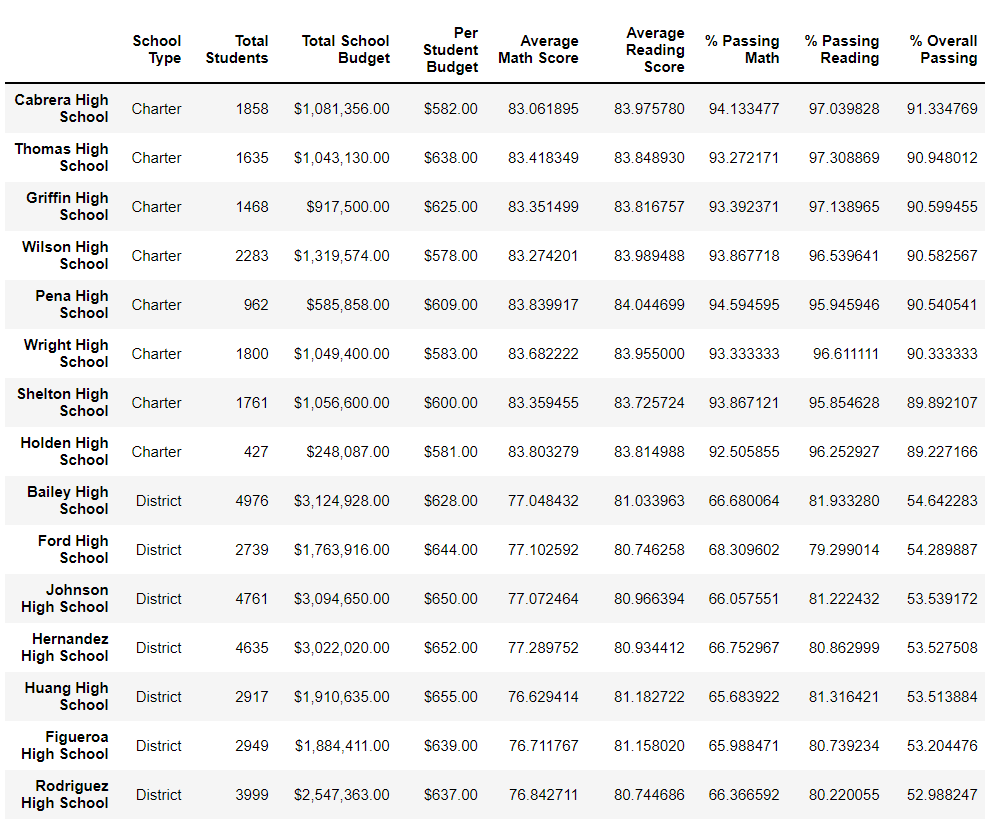 School Type Total Students Total School Budget Per Student Budget Average Math Score Average Reading Score % Passing Math % Passing Reading % Overall Passing
Cabrera High School Charter 1858 $1,081,356.00 $582.00 83.061895 83.975780 94.133477 97.039828 91.334769
Thomas High School Charter 1635 $1,043,130.00 $638.00 83.418349 83.848930 93.272171 97.308869 90.948012
Griffin High School Charter 1468 $917,500.00 $625.00 83.351499 83.816757 93.392371 97.138965 90.599455
Wilson High School Charter 2283 $1,319,574.00 $578.00 83.274201 83.989488 93.867718 96.539641 90.582567
Pena High School Charter 962 $585,858.00 $609.00 83.839917 84.044699 94.594595 95.945946 90.540541
Wright High School Charter 1800 $1,049,400.00 $583.00 83.682222 83.955000 93.333333 96.611111 90.333333
Shelton High School Charter 1761 $1,056,600.00 $600.00 83.359455 83.725724 93.867121 95.854628 89.892107
Holden High School Charter 427 $248,087.00 $581.00 83.803279 83.814988 92.505855 96.252927 89.227166
Bailey High School District 4976 $3,124,928.00 $628.00 77.048432 81.033963 66.680064 81.933280 54.642283
Ford High School District 2739 $1,763,916.00 $644.00 77.102592 80.746258 68.309602 79.299014 54.289887
Johnson High School District 4761 $3,094,650.00 $650.00 77.072464 80.966394 66.057551 81.222432 53.539172
Hernandez High School District 4635 $3,022,020.00 $652.00 77.289752 80.934412 66.752967 80.862999 53.527508
Huang High School District 2917 $1,910,635.00 $655.00 76.629414 81.182722 65.683922 81.316421 53.513884
Figueroa High School District 2949 $1,884,411.00 $639.00 76.711767 81.158020 65.988471 80.739234 53.204476
Rodriguez High School District 3999 $2,547,363.00 $637.00 76.842711 80.744686 66.366592 80.220055 52.988247